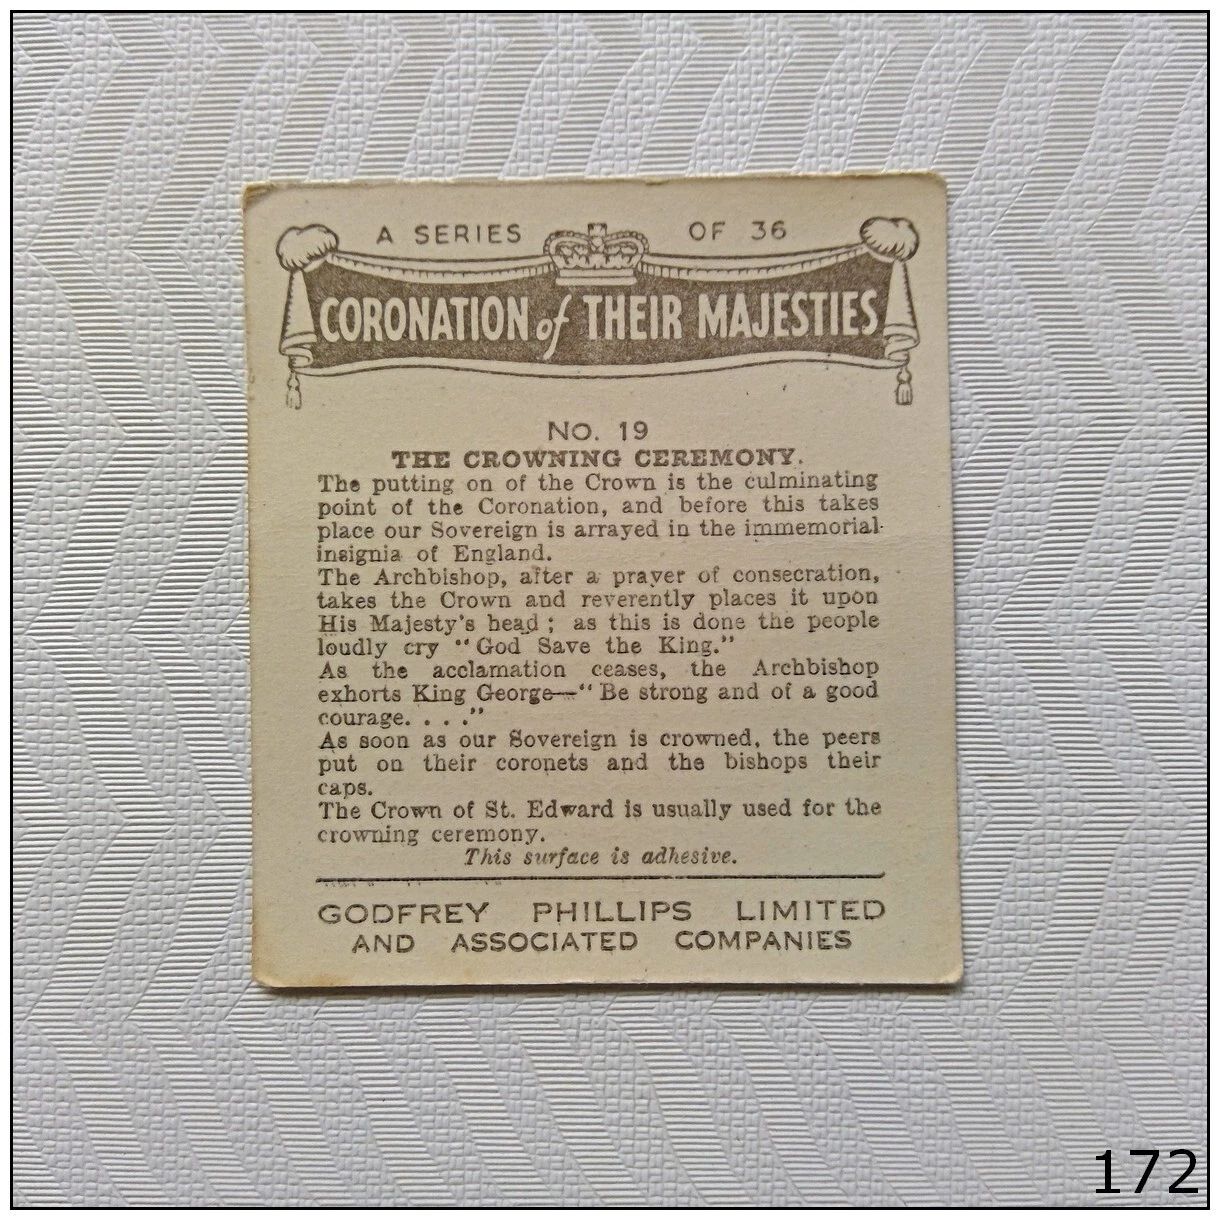 A SERIES OF 36
CORONATION of THEIR MAJESTIES
No. 19
THE CROWNING CEREMONY.
The putting on of the Crown is the culminating
point of the Coronation, and before this takes
place our Sovereign is arrayed in the immemorial
insignia of England.
The Archbishop, after a prayer of consecration,
takes the Crown and reverently places it upon
His Majesty's head; as this is done the people
loudly cry "God Save the King."
As the acclamation ceases, the Archbishop
exhorts King George—"Be strong and of a good
courage. . . ."
As soon as our Sovereign is crowned, the peers
put on their coronets and the bishops their
caps.
The Crown of St. Edward is usually used for the
crowning ceremony.
This surface is adhesive.
GODFREY PHILLIPS LIMITED
AND ASSOCIATED COMPANIES
172